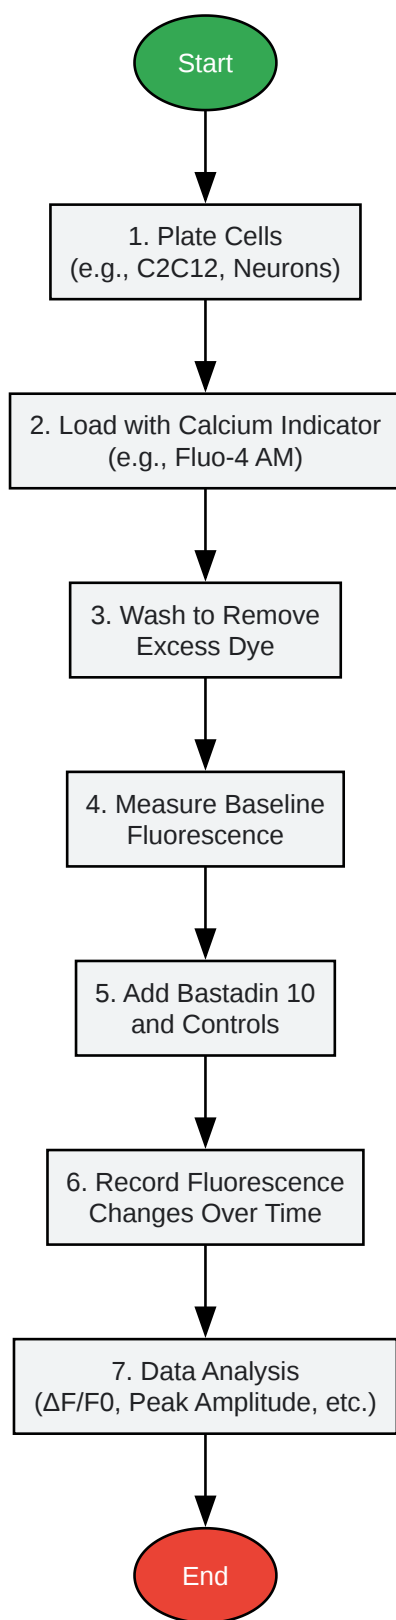 Start
1. Plate Cells
(e.g., C2C12, Neurons)
2. Load with Calcium Indicator
(e.g., Fluo-4 AM)
3. Wash to Remove
Excess Dye
4. Measure Baseline
Fluorescence
5. Add Bastadin 10
and Controls
6. Record Fluorescence
Changes Over Time
7. Data Analysis
(ΔF/F0, Peak Amplitude, etc.)
End